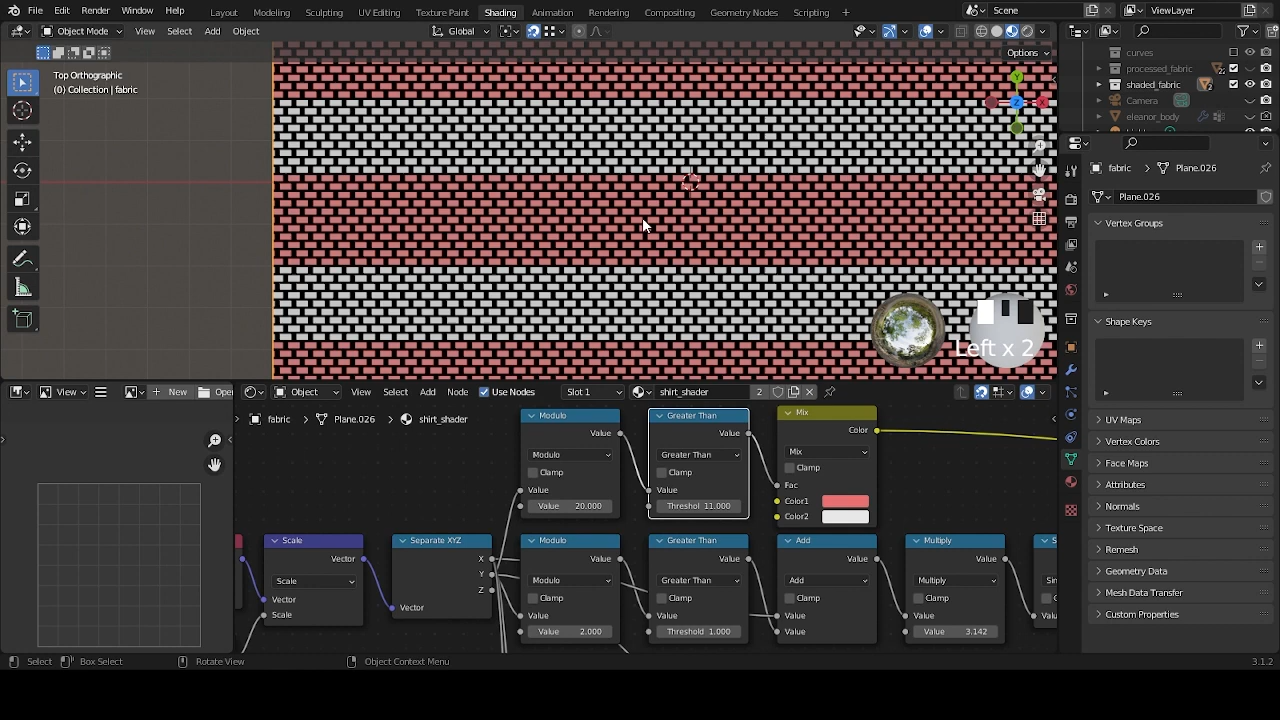 File Edit Render Window Help Layout Modeling Sculpting UV Editing Texture Paint Shading Animation Rendering Compositing Geometry Nodes Scripting + Scene ViewLayer
Object Mode View Select Add Object Global
Options
Top Orthographic
(0) Collection | fabric
curves
processed_fabric
shaded_fabric 2
Camera
eleanor_body
fabric Plane.026
Plane.026
Vertex Groups
Shape Keys
UV Maps
Vertex Colors
Face Maps
Attributes
Normals
Texture Space
Remesh
Geometry Data
Mesh Data Transfer
Custom Properties
Y
Z
X
Left x 2
View New Open
Object View Select Add Node Use Nodes Slot 1 shirt_shader 2
fabric Plane.026 shirt_shader
Modulo
Value
Modulo
Clamp
Value
Value 20.000
Greater Than
Value
Greater Than
Clamp
Value
Threshol 11.000
Mix
Color
Mix
Clamp
Fac
Color1
Color2
Scale
Vector
Scale
Vector
Scale
Separate XYZ
X
Y
Z
Vector
Modulo
Value
Modulo
Clamp
Value
Value 2.000
Greater Than
Value
Greater Than
Clamp
Value
Threshold 1.000
Add
Value
Add
Clamp
Value
Value
Multiply
Value
Multiply
Clamp
Value
Value 3.142
Select Box Select Rotate View Object Context Menu 3.1.2